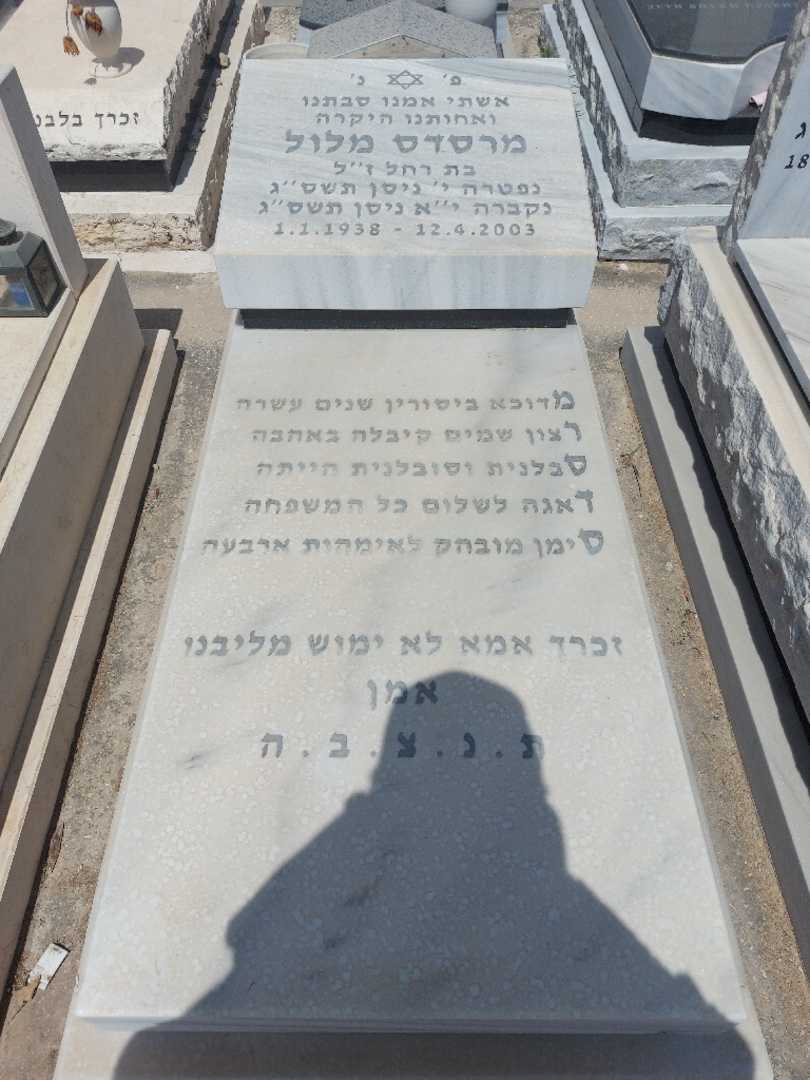 פ' נ'
אשתי אמנו סבתנו
ואחותנו היקרה
מרסדס מלול
בת רחל ז"ל
נפטרה י' ניסן תשס"ג
נקברה י"א ניסן תשס"ג
1.1.1938 - 12.4.2003
מדוכא ביסורין שנים עשרה
רצון שמים קיבלה באהבה
סבלנית וסובלנית הייתה
דאגה לשלום כל המשפחה
סימן מובהק לאימהות ארבעה
זכרך אמא לא ימוש מליבנו
אמן
ת . נ . צ . ב . ה
זכרך בלבנ
ג
18